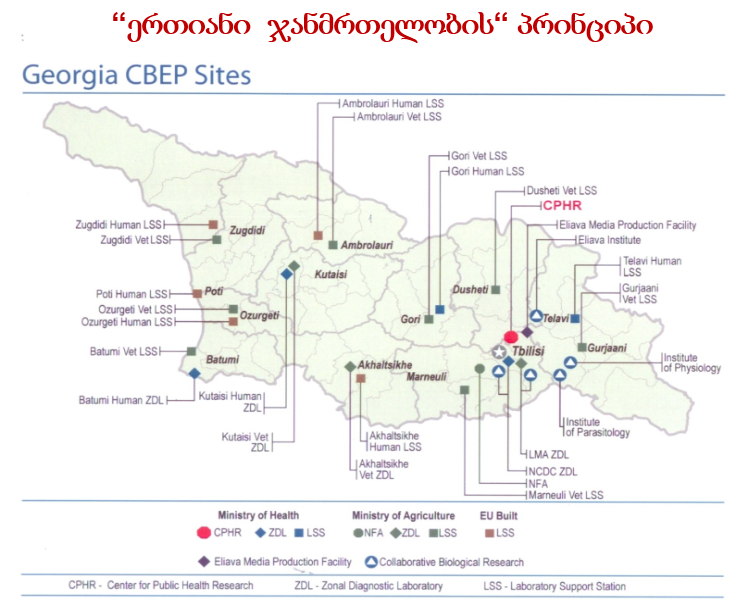 “ერთიანი ჯანმრთელობის“ პრინციპი
Georgia CBEP Sites
Ambrolauri Human LSS
Ambrolauri Vet LSS
Gori Vet LSS
Gori Human LSS
Dusheti Vet LSS
CPHR
Eliava Media Production Facility
Eliava Institute
Telavi Human
LSS
Gurjaani
Vet LSS
Zugdidi Human LSS
Zugdidi Vet LSS
Zugdidi
Ambrolauri
Kutaisi
Poti Human LSS
Poti
Ozurgeti Vet LSS
Ozurgeti Human LSS
Ozurgeti
Dusheti
Gori
Telavi
Batumi Vet LSS
Batumi
Tbilisi
Gurjaani
Akhaltsikhe
Marneuli
Institute
of Physiology
Batumi Human ZDL
Kutaisi Human
ZDL
Kutaisi Vet
ZDL
Akhaltsikhe
Human LSS
Akhaltsikhe
Vet ZDL
Institute
of Parasitology
LMA ZDL
NCDC ZDL
NFA
Marneuli Vet LSS
Ministry of Health
Ministry of Agriculture
EU Built
CPHR ZDL LSS
NFA ZDL LSS
LSS
Eliava Media Production Facility
Collaborative Biological Research
CPHR - Center for Public Health Research
ZDL - Zonal Diagnostic Laboratory
LSS - Laboratory Support Station